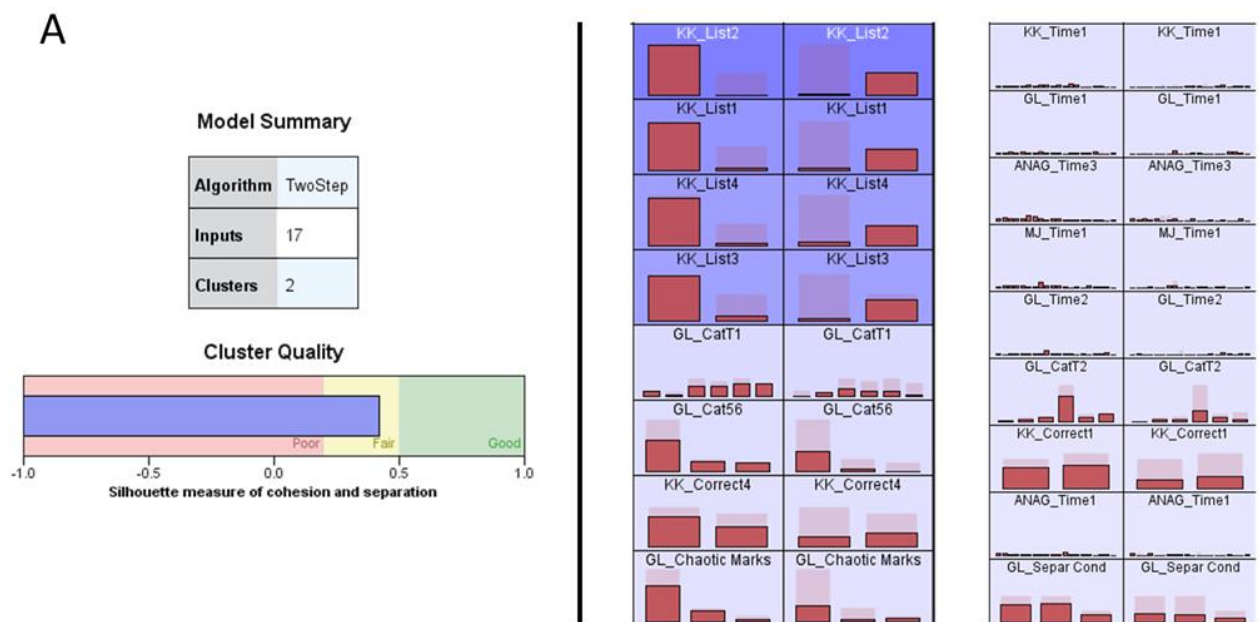 A
Model Summary
Algorithm TwoStep
Inputs 17
Clusters 2
Cluster Quality
Poor Fair Good
-1.0 -0.5 0.0 0.5 1.0
Silhouette measure of cohesion and separation
KK_List2 KK_List2
KK_List1 KK_List1
KK_List4 KK_List4
KK_List3 KK_List3
GL_CatT1 GL_CatT1
GL_Cat56 GL_Cat56
KK_Correct4 KK_Correct4
GL_Chaotic Marks GL_Chaotic Marks
KK_Time1 KK_Time1
GL_Time1 GL_Time1
ANAG_Time3 ANAG_Time3
MJ_Time1 MJ_Time1
GL_Time2 GL_Time2
GL_CatT2 GL_CatT2
KK_Correct1 KK_Correct1
ANAG_Time1 ANAG_Time1
GL_Separ Cond GL_Separ Cond